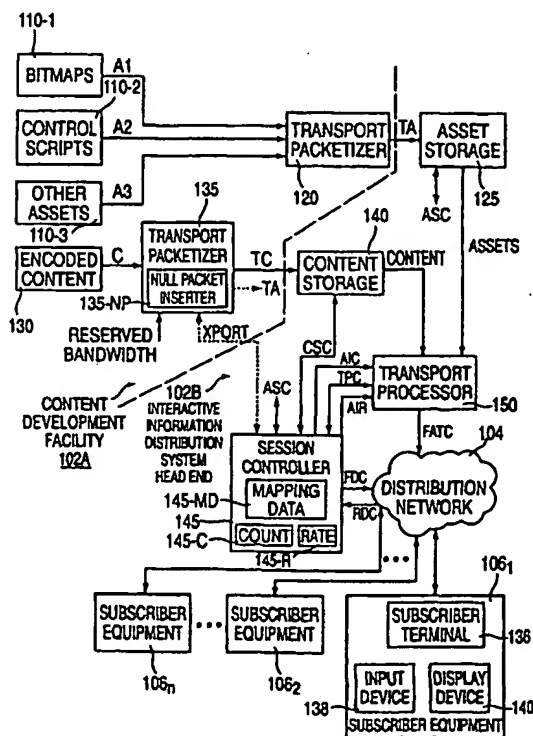 110-1
BITMAPS
A1
110-2
CONTROL
SCRIPTS
A2
TRANSPORT
PACKETIZER
120
TA
ASSET
STORAGE
125
OTHER
ASSETS
A3
110-3
135
140
ASC
ASSETS
ENCODED
CONTENT
130
C
TRANSPORT
PACKETIZER
NULL PACKET
INSERTER
135-NP
TC
TA
CONTENT
STORAGE
CONTENT
RESERVED
BANDWIDTH
XPORT
CSC
AIC
TPC
AIR
TRANSPORT
PROCESSOR
150
CONTENT
DEVELOPMENT
FACILITY
102A
102B
INTERACTIVE
INFORMATION
DISTRIBUTION
SYSTEM
HEAD END
ASC
FATC
104
SESSION
CONTROLLER
MAPPING
DATA
145-MD
145
COUNT
RATE
145-C
145-R
FDC
RDC
DISTRIBUTION
NETWORK
SUBSCRIBER
EQUIPMENT
106n
SUBSCRIBER
EQUIPMENT
1062
1061
SUBSCRIBER
TERMINAL
136
INPUT
DEVICE
138
DISPLAY
DEVICE
140
SUBSCRIBER EQUIPMENT